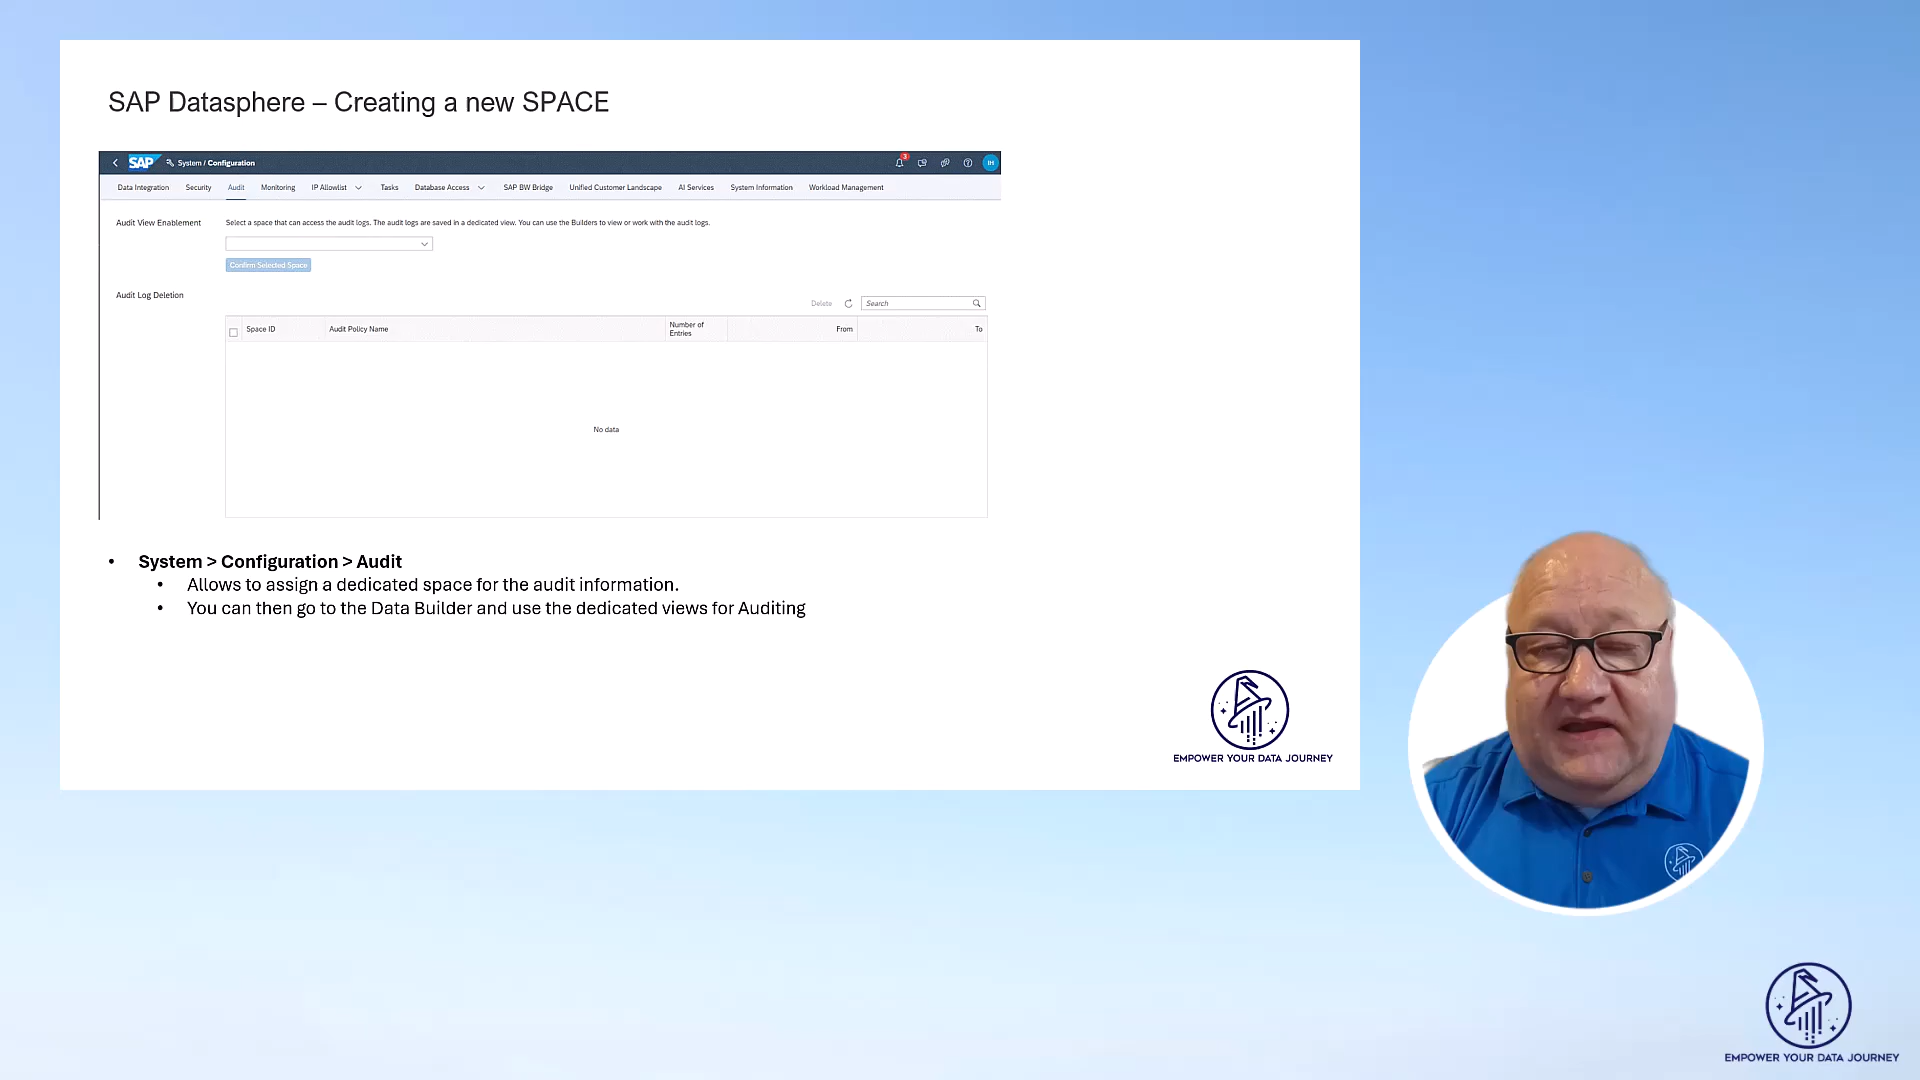 SAP Datasphere – Creating a new SPACE
SAP System / Configuration 3 IH
Data Integration Security Audit Monitoring IP Allowlist Tasks Database Access SAP BW Bridge Unified Customer Landscape AI Services System Information Workload Management
Audit View Enablement Select a space that can access the audit logs. The audit logs are saved in a dedicated view. You can use the Builders to view or work with the audit logs.
Confirm Selected Space
Audit Log Deletion
Delete Search
Space ID Audit Policy Name Number of Entries From To
No data
• System > Configuration > Audit
• Allows to assign a dedicated space for the audit information.
• You can then go to the Data Builder and use the dedicated views for Auditing
EMPOWER YOUR DATA JOURNEY
EMPOWER YOUR DATA JOURNEY